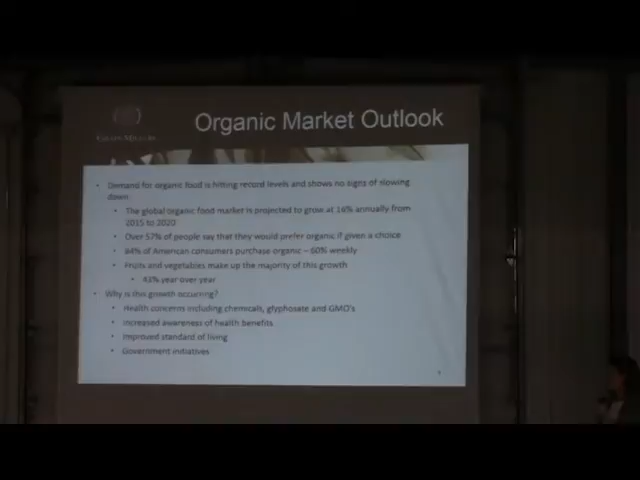 Organic Market Outlook
• Demand for organic food is hitting record levels and shows no signs of slowing
down
• The global organic food market is projected to grow at 16% annually from
2015 to 2020
• Over 57% of people say that they would prefer organic if given a choice
• 84% of American consumers purchase organic – 60% weekly
• Fruits and vegetables make up the majority of this growth
• 43% year over year
• Why is this growth occurring?
• Health concerns including chemicals, glyphosate and GMO's
• Increased awareness of health benefits
• Improved standard of living
• Government initiatives